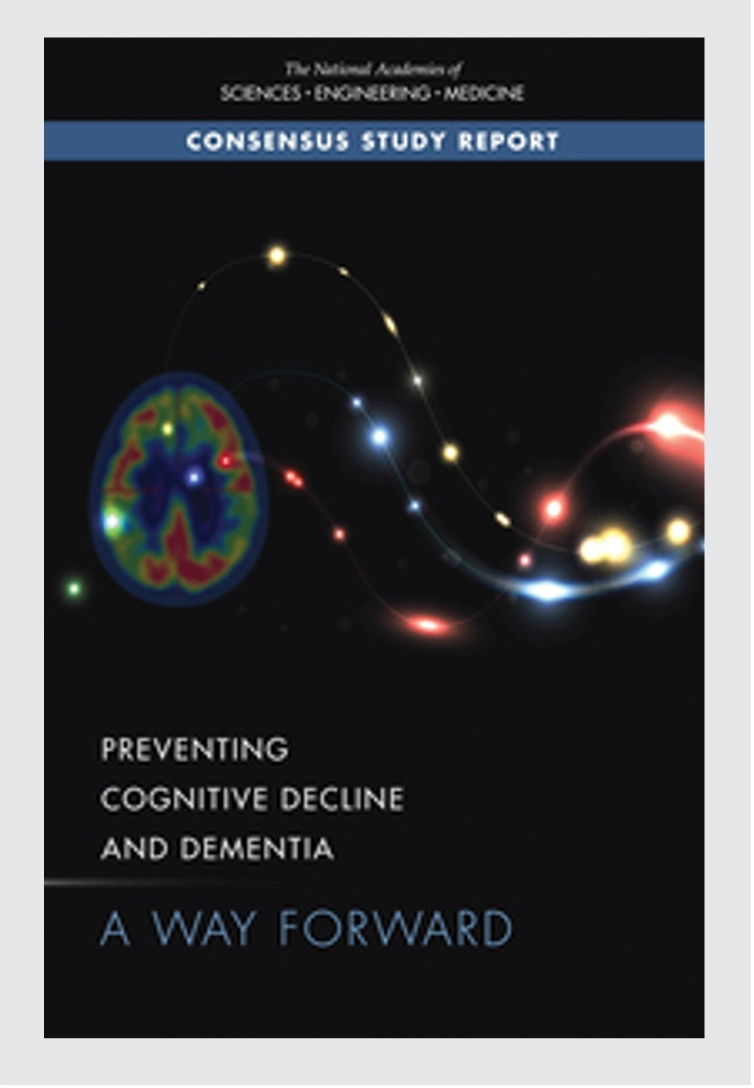 The National Academies of
SCIENCES • ENGINEERING • MEDICINE
CONSENSUS STUDY REPORT
PREVENTING
COGNITIVE DECLINE
AND DEMENTIA
A WAY FORWARD